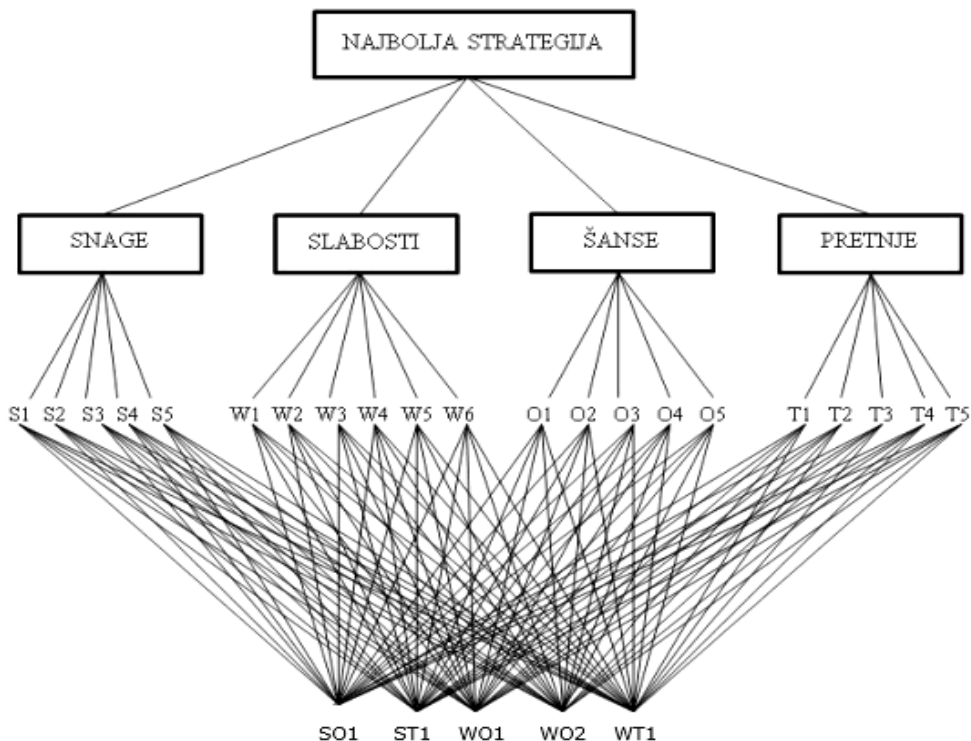 NAJBOLJA STRATEGIJA
SNAGE SLABOSTI ŠANSE PRETNJE
S1 S2 S3 S4 S5 W1 W2 W3 W4 W5 W6 O1 O2 O3 O4 O5 T1 T2 T3 T4 T5
SO1 ST1 WO1 WO2 WT1